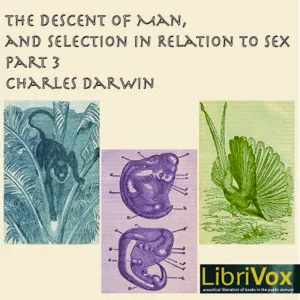 The Descent of Man,
and Selection in Relation to Sex
Part 3
Charles Darwin
LibriVox
acoustical liberation of books in the public domain